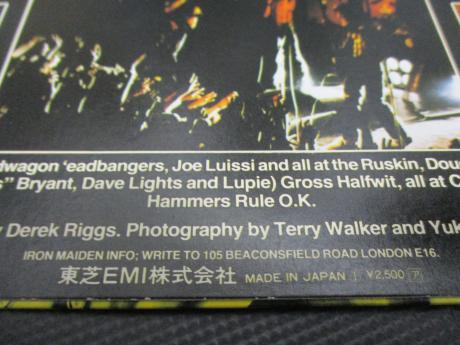 dwagon 'eadbangers, Joe Luissi and all at the Ruskin, Doug
s" Bryant, Dave Lights and Lupie) Gross Halfwit, all at C
Hammers Rule O.K.
y Derek Riggs. Photography by Terry Walker and Yuk
IRON MAIDEN INFO; WRITE TO 105 BEACONSFIELD ROAD LONDON E16.
東芝EMI株式会社 MADE IN JAPAN Ⓘ ¥2,500 ㋐